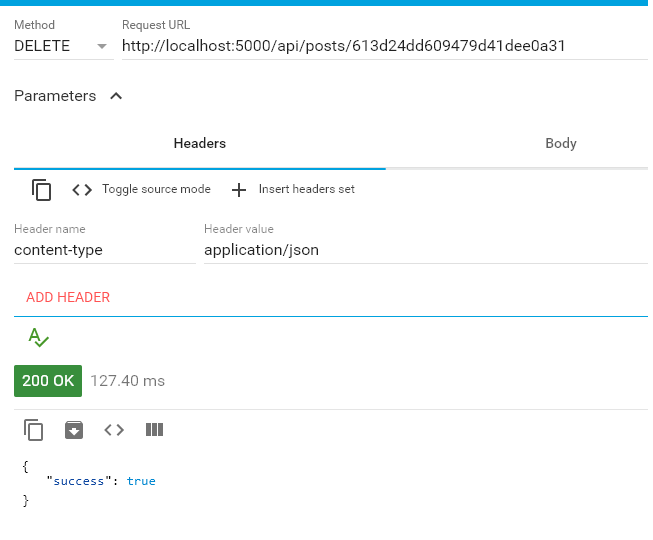 Method Request URL
DELETE http://localhost:5000/api/posts/613d24dd609479d41dee0a31
Parameters
Headers Body
Toggle source mode Insert headers set
Header name Header value
content-type application/json
ADD HEADER
A
200 OK 127.40 ms
{
"success": true
}